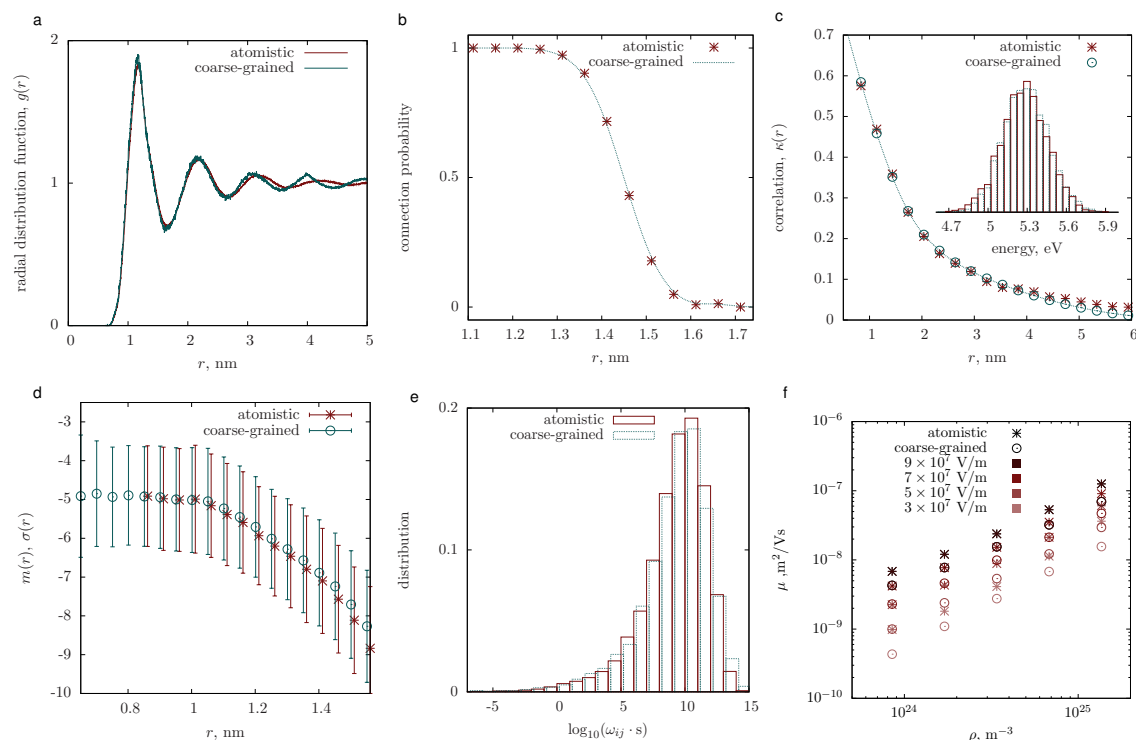 a
radial distribution function, g(r)
2
1
0
atomistic
coarse-grained
0 1 2 3 4 5
r, nm
b
connection probability
1
0
atomistic
coarse-grained
1.1 1.2 1.3 1.4 1.5 1.6 1.7
r, nm
c
correlation, κ(r)
0.7
0.6
0.5
0.4
0.3
0.2
0.1
0
atomistic
coarse-grained
4.7 5 5.3 5.6 5.9
energy, eV
1 2 3 4 5 6
r, nm
d
m(r), σ(r)
-3
-4
-5
-6
-7
-8
-9
-10
atomistic
coarse-grained
0.8 1.0 1.2 1.4
r, nm
e
distribution
0.2
0.1
0
atomistic
coarse-grained
-5 0 5 10 15
log₁₀(ω_ij · s)
f
μ ,m²/Vs
10⁻⁶
10⁻⁷
10⁻⁸
10⁻⁹
10⁻¹⁰
atomistic
coarse-grained
9 × 10⁷ V/m
7 × 10⁷ V/m
5 × 10⁷ V/m
3 × 10⁷ V/m
10²⁴ 10²⁵
ρ, m⁻³